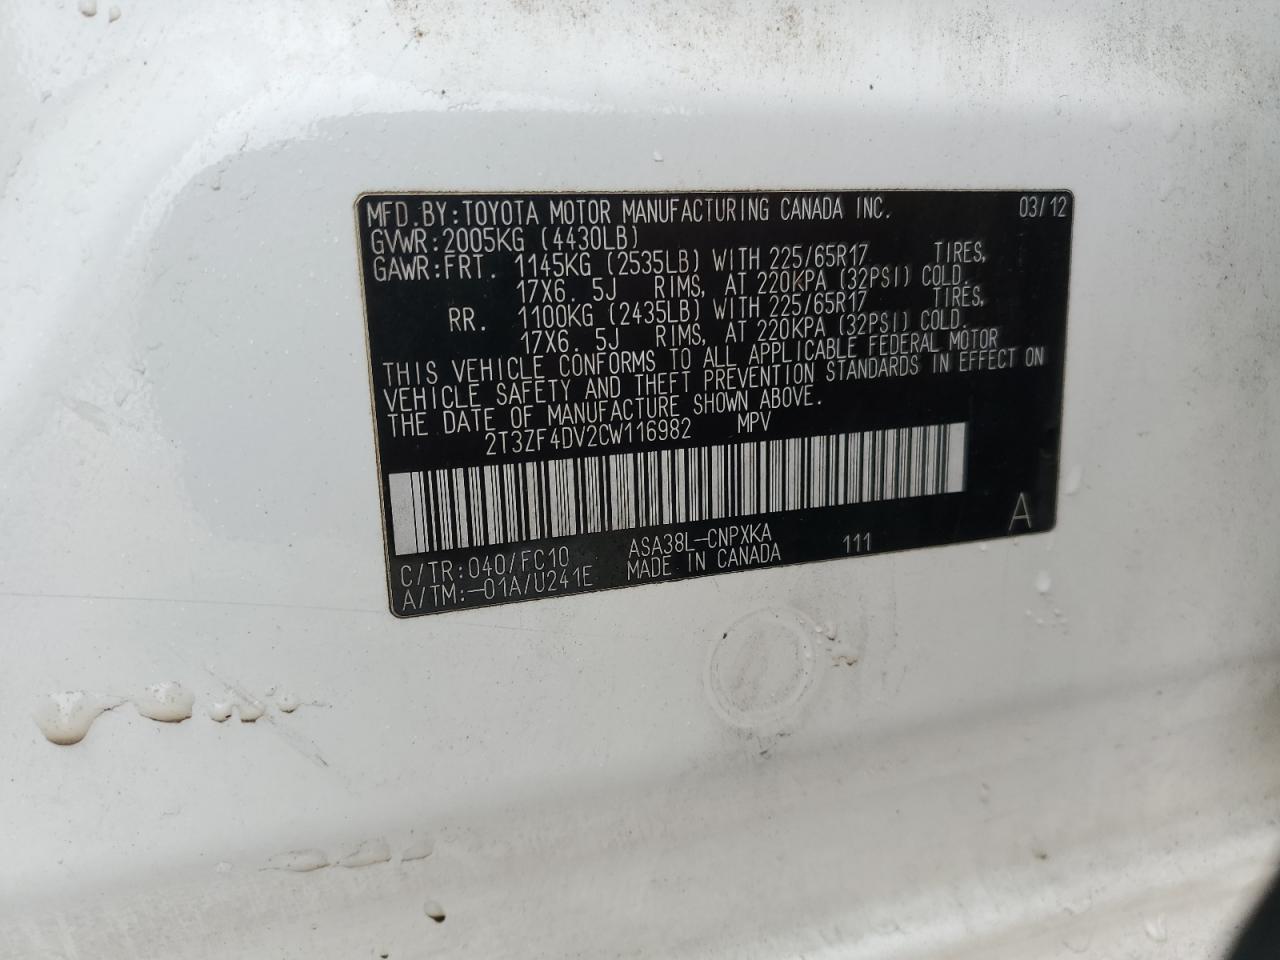 MFD.BY:TOYOTA MOTOR MANUFACTURING CANADA INC. 03/12
GVWR:2005KG (4430LB)
GAWR:FRT. 1145KG (2535LB) WITH 225/65R17 TIRES,
17X6.5J RIMS, AT 220KPA (32PSI) COLD.
RR. 1100KG (2435LB) WITH 225/65R17 TIRES,
17X6.5J RIMS, AT 220KPA (32PSI) COLD.
THIS VEHICLE CONFORMS TO ALL APPLICABLE FEDERAL MOTOR
VEHICLE SAFETY AND THEFT PREVENTION STANDARDS IN EFFECT ON
THE DATE OF MANUFACTURE SHOWN ABOVE.
2T3ZF4DV2CW116982 MPV
A
C/TR:040/FC10 ASA38L-CNPXKA 111
A/TM:-01A/U241E MADE IN CANADA